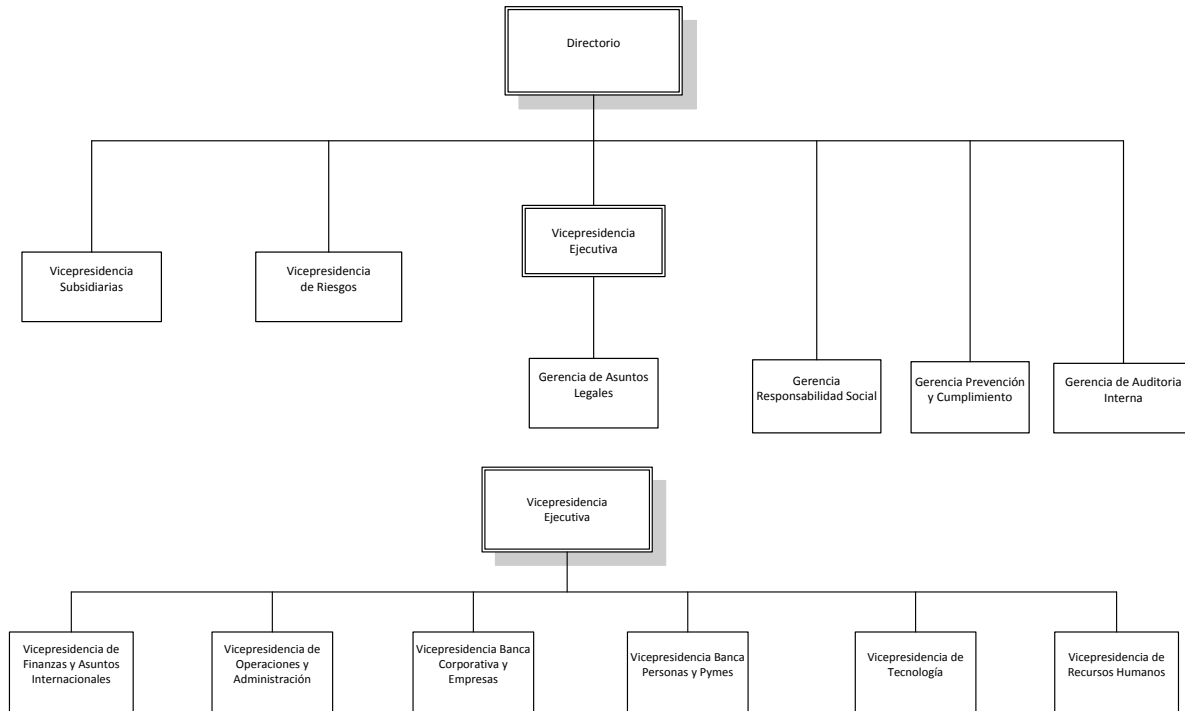 Directorio
Vicepresidencia
Ejecutiva
Vicepresidencia
Subsidiarias
Vicepresidencia
de Riesgos
Gerencia de Asuntos
Legales
Gerencia
Responsabilidad Social
Gerencia Prevención
y Cumplimiento
Gerencia de Auditoria
Interna
Vicepresidencia
Ejecutiva
Vicepresidencia de
Finanzas y Asuntos
Internacionales
Vicepresidencia de
Operaciones y
Administración
Vicepresidencia Banca
Corporativa y
Empresas
Vicepresidencia Banca
Personas y Pymes
Vicepresidencia de
Tecnología
Vicepresidencia de
Recursos Humanos